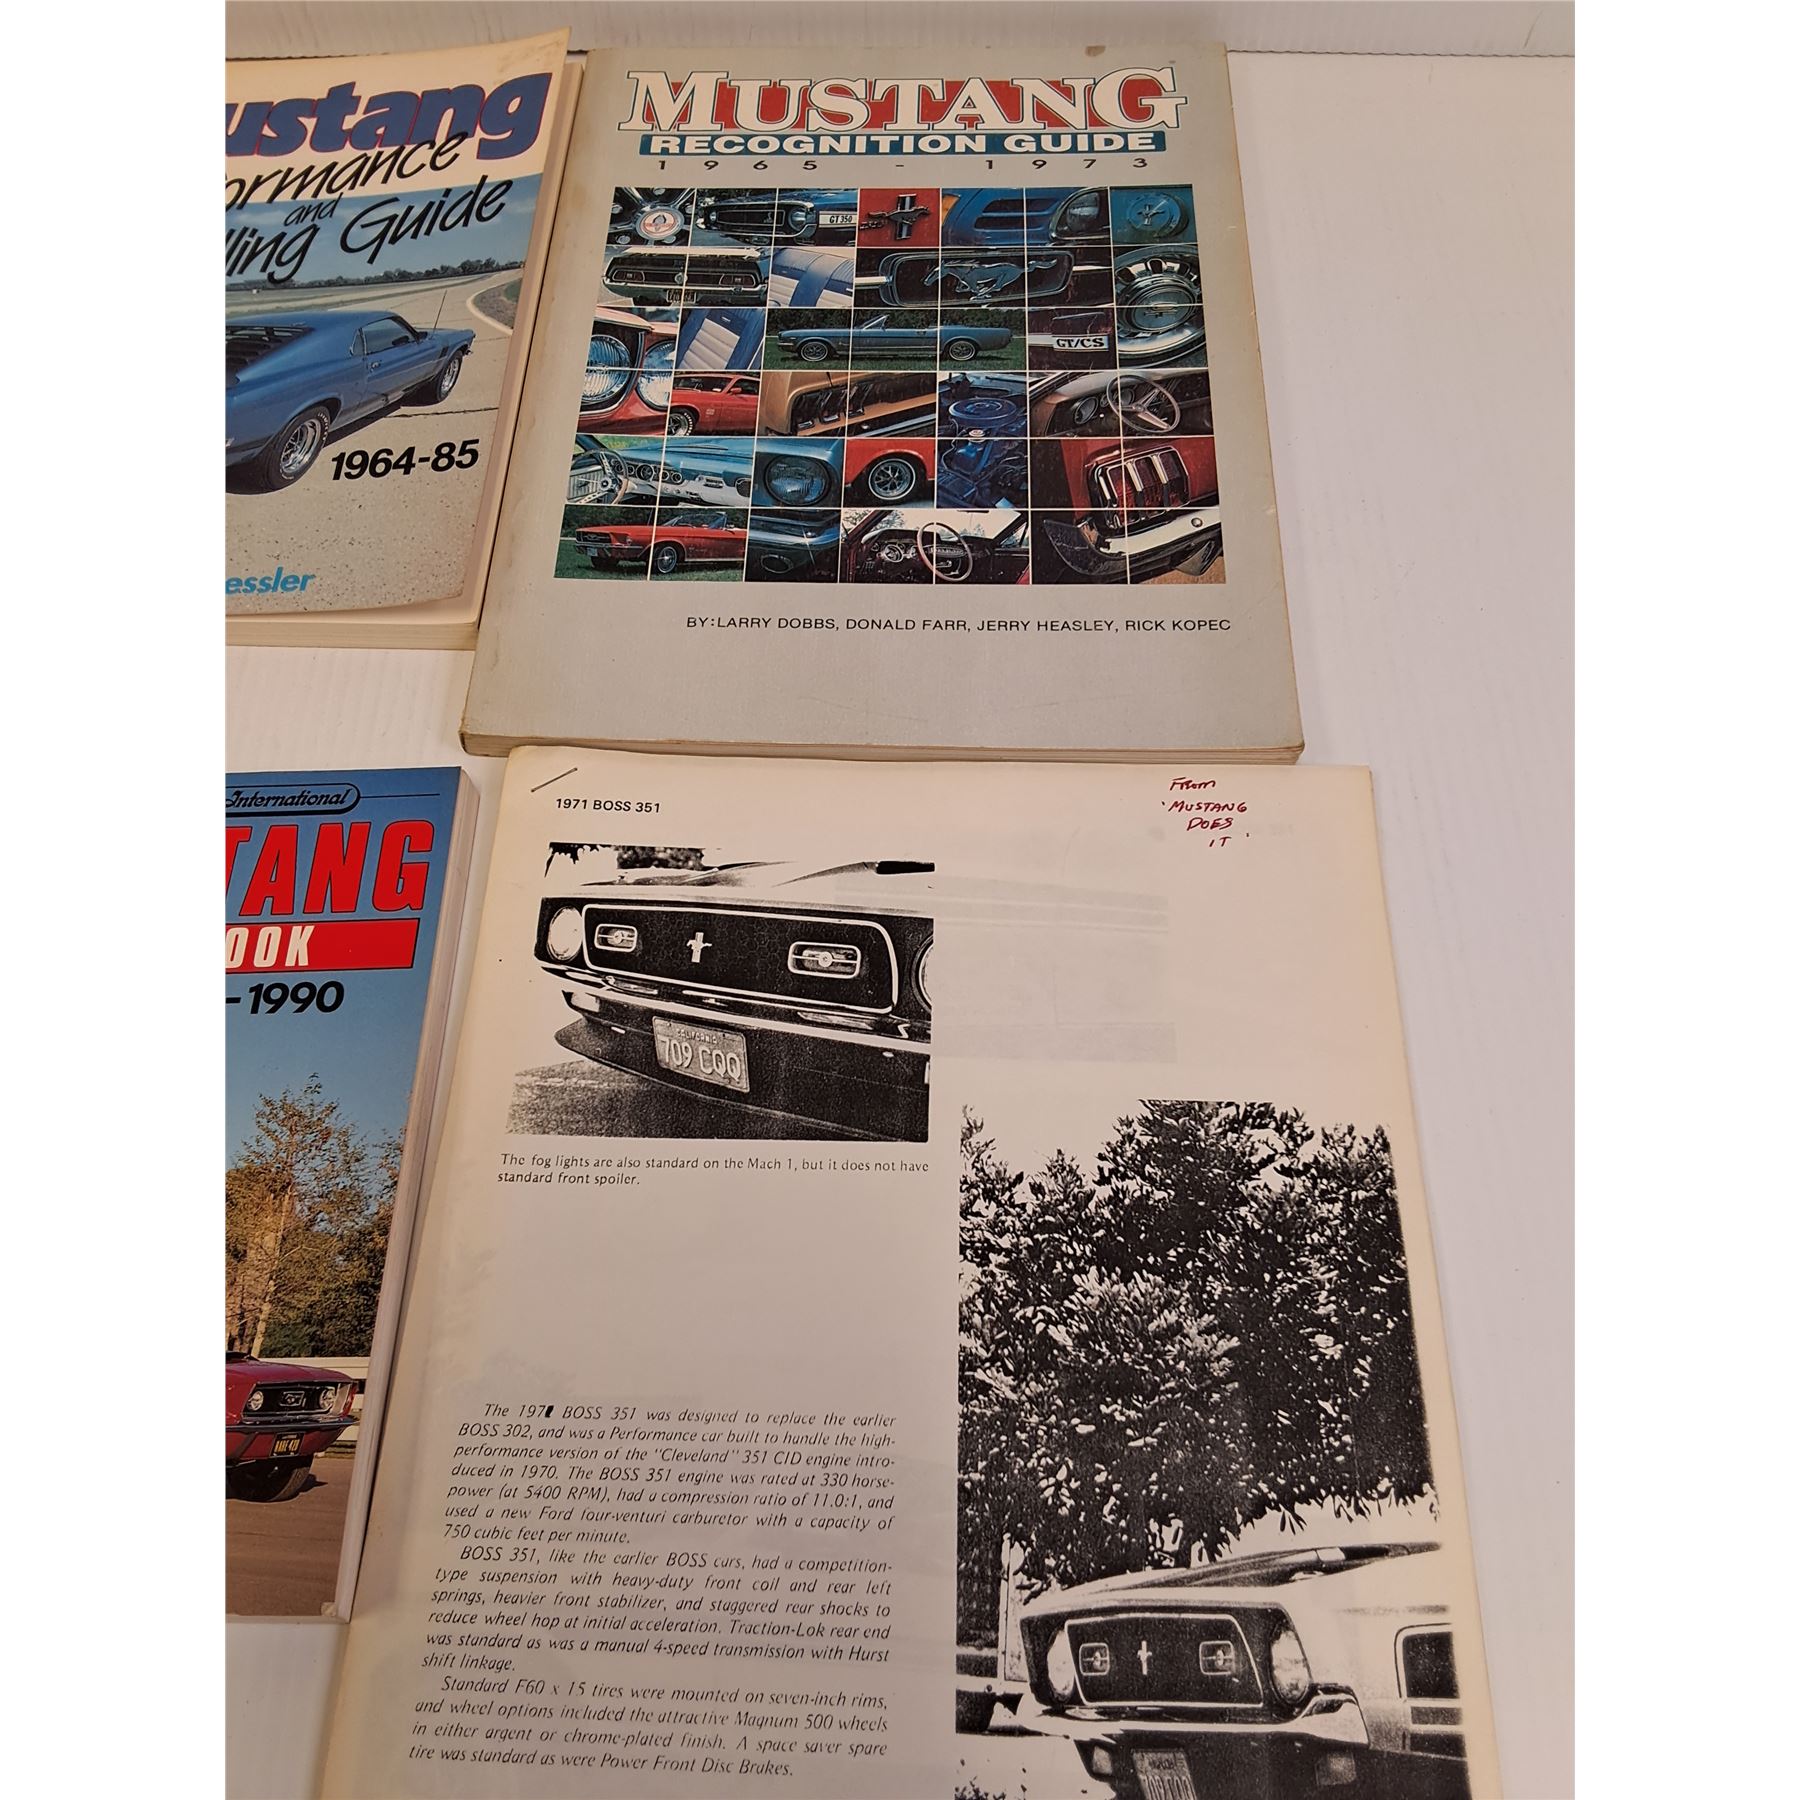 ustang
ormance
and
lling Guide
1964-85
essler
MUSTANG
RECOGNITION GUIDE
1965 - 1973
GT 350
GT/CS
BY: LARRY DOBBS, DONALD FARR, JERRY HEASLEY, RICK KOPEC
International
TANG
OOK
-1990
1971 BOSS 351
From
'MUSTANG
DOES
IT'
CALIFORNIA
709 CQQ
The fog lights are also standard on the Mach 1, but it does not have
standard front spoiler.
The 1971 BOSS 351 was designed to replace the earlier
BOSS 302, and was a Performance car built to handle the high-
performance version of the "Cleveland" 351 CID engine intro-
duced in 1970. The BOSS 351 engine was rated at 330 horse-
power (at 5400 RPM), had a compression ratio of 11.0:1, and
used a new Ford four-venturi carburetor with a capacity of
750 cubic feet per minute.
BOSS 351, like the earlier BOSS cars, had a competition-
type suspension with heavy-duty front coil and rear left
springs, heavier front stabilizer, and staggered rear shocks to
reduce wheel hop at initial acceleration. Traction-Lok rear end
was standard as was a manual 4-speed transmission with Hurst
shift linkage.
Standard F60 x 15 tires were mounted on seven-inch rims,
and wheel options included the attractive Magnum 500 wheels
in either argent or chrome-plated finish. A space saver spare
tire was standard as were Power Front Disc Brakes.
709 CQQ